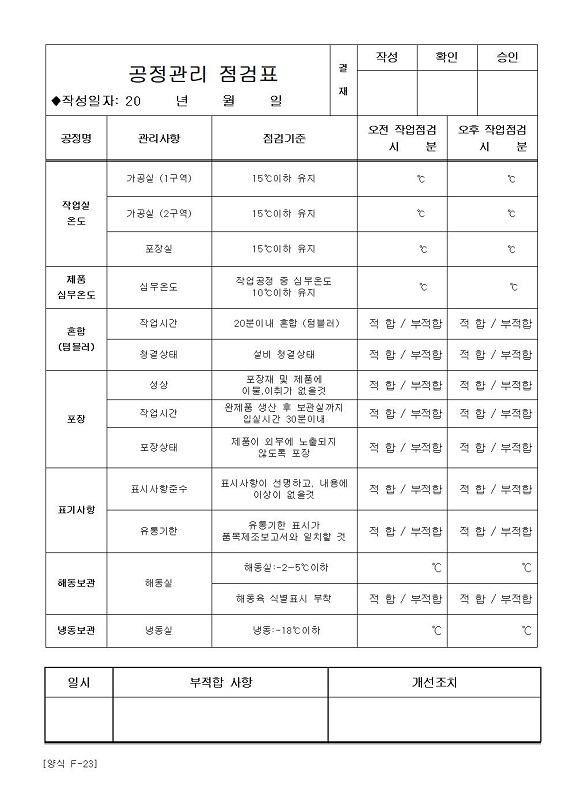 공정관리 점검표
◆작성일자: 20 년 월 일
결
재
작성 확인 승인
공정명 관리사항 점검기준 오전 작업점검 오후 작업점검
시 분 시 분
작업실
온도
가공실 (1구역) 15℃이하 유지 ℃ ℃
가공실 (2구역) 15℃이하 유지 ℃ ℃
포장실 15℃이하 유지 ℃ ℃
제품
심부온도
심부온도
작업공정 중 심부온도
10℃이하 유지
℃ ℃
혼합
(텀블러)
작업시간 20분이내 혼합 (텀블러) 적 합 / 부적합 적 합 / 부적합
청결상태 설비 청결상태 적 합 / 부적합 적 합 / 부적합
포장
성상
포장재 및 제품에
이물,이취가 없을것
적 합 / 부적합 적 합 / 부적합
작업시간
완제품 생산 후 보관실까지
입실시간 30분이내
적 합 / 부적합 적 합 / 부적합
포장상태
제품이 외부에 노출되지
않도록 포장
적 합 / 부적합 적 합 / 부적합
표기사항
표시사항준수
표시사항이 선명하고, 내용에
이상이 없을것
적 합 / 부적합 적 합 / 부적합
유통기한
유통기한 표시가
품목제조보고서와 일치할 것
적 합 / 부적합 적 합 / 부적합
해동보관
해동실
해동실:-2~5℃이하 ℃ ℃
해동육 식별표시 부착 적 합 / 부적합 적 합 / 부적합
냉동보관 냉동실 냉동:-18℃이하 ℃ ℃
일시 부적합 사항 개선조치
[양식 F-23]